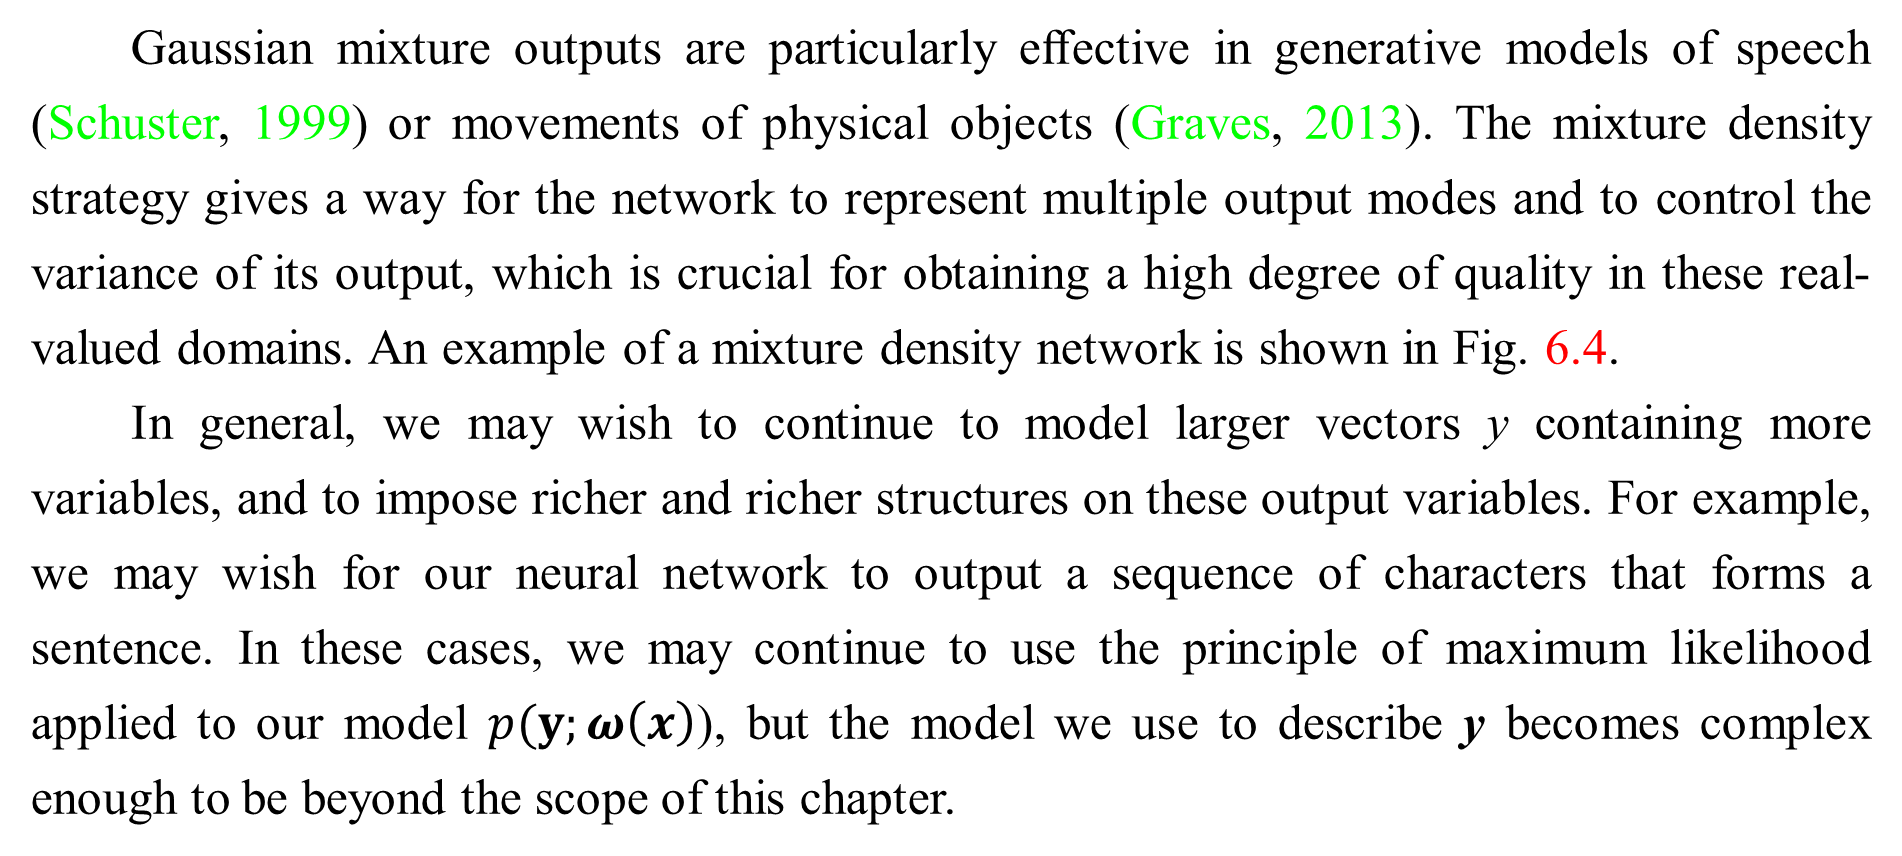 Gaussian mixture outputs are particularly effective in generative models of speech
(Schuster, 1999) or movements of physical objects (Graves, 2013). The mixture density
strategy gives a way for the network to represent multiple output modes and to control the
variance of its output, which is crucial for obtaining a high degree of quality in these real-
valued domains. An example of a mixture density network is shown in Fig. 6.4.
In general, we may wish to continue to model larger vectors y containing more
variables, and to impose richer and richer structures on these output variables. For example,
we may wish for our neural network to output a sequence of characters that forms a
sentence. In these cases, we may continue to use the principle of maximum likelihood
applied to our model p(y; ω(x)), but the model we use to describe y becomes complex
enough to be beyond the scope of this chapter.